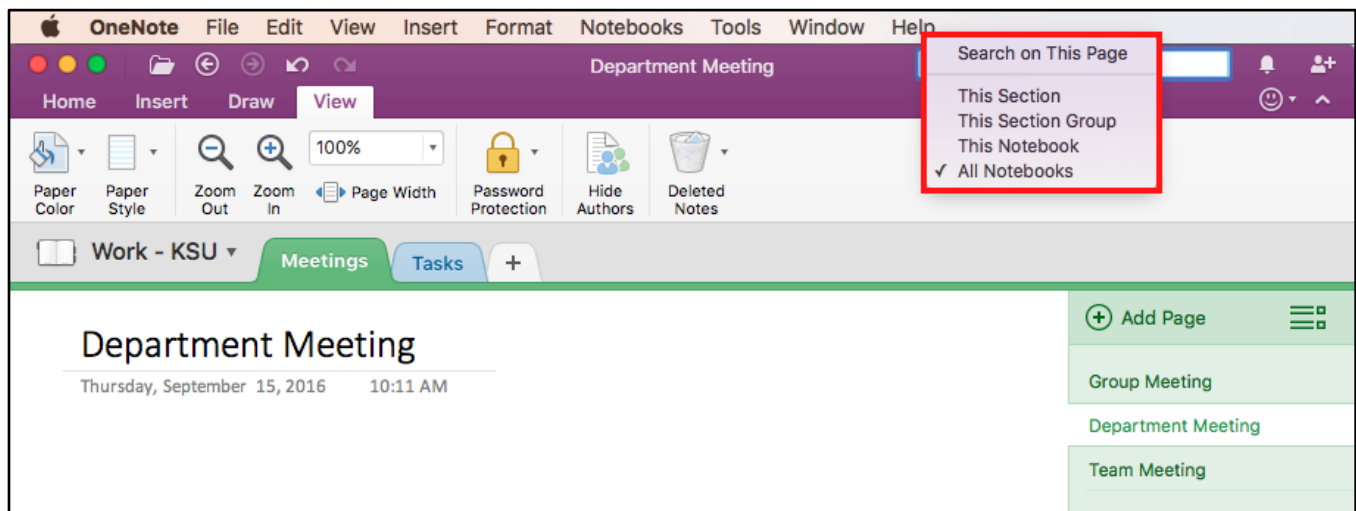 OneNote File Edit View Insert Format Notebooks Tools Window Help
Department Meeting
Search on This Page
This Section
This Section Group
This Notebook
✓ All Notebooks
Home Insert Draw View
100%
Paper Color
Paper Style
Zoom Out
Zoom In
Page Width
Password Protection
Hide Authors
Deleted Notes
Work - KSU
Meetings
Tasks
+
Department Meeting
Thursday, September 15, 2016 10:11 AM
Add Page
Group Meeting
Department Meeting
Team Meeting